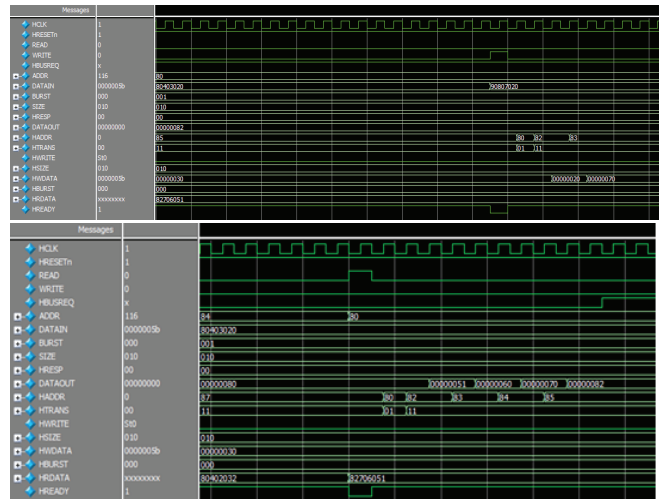 Messages
HCLK 1
HRESETn 1
READ 0
WRITE 0
HBUSREQ x
ADDR 116 80
DATAIN 0000005b 80403020 90807020
BURST 000 001
SIZE 010 010
HRESP 00 00
DATAOUT 00000000 00000082
HADDR 0 85 80 82 83
HTRANS 00 11 01 11
HWRITE St0
HSIZE 010 010
HWDATA 0000005b 00000030 00000020 00000070
HBURST 000 000
HRDATA xxxxxxxx 82706051
HREADY 1
Messages
HCLK 1
HRESETn 1
READ 0
WRITE 0
HBUSREQ x
ADDR 116 84 80
DATAIN 0000005b 80403020
BURST 000 001
SIZE 010 010
HRESP 00 00
DATAOUT 00000000 00000080 00000051 00000060 00000070 00000082
HADDR 0 87 80 82 83 84 85
HTRANS 00 11 01 11
HWRITE St0
HSIZE 010 010
HWDATA 0000005b 00000030
HBURST 000 000
HRDATA xxxxxxxx 80402032 82706051
HREADY 1